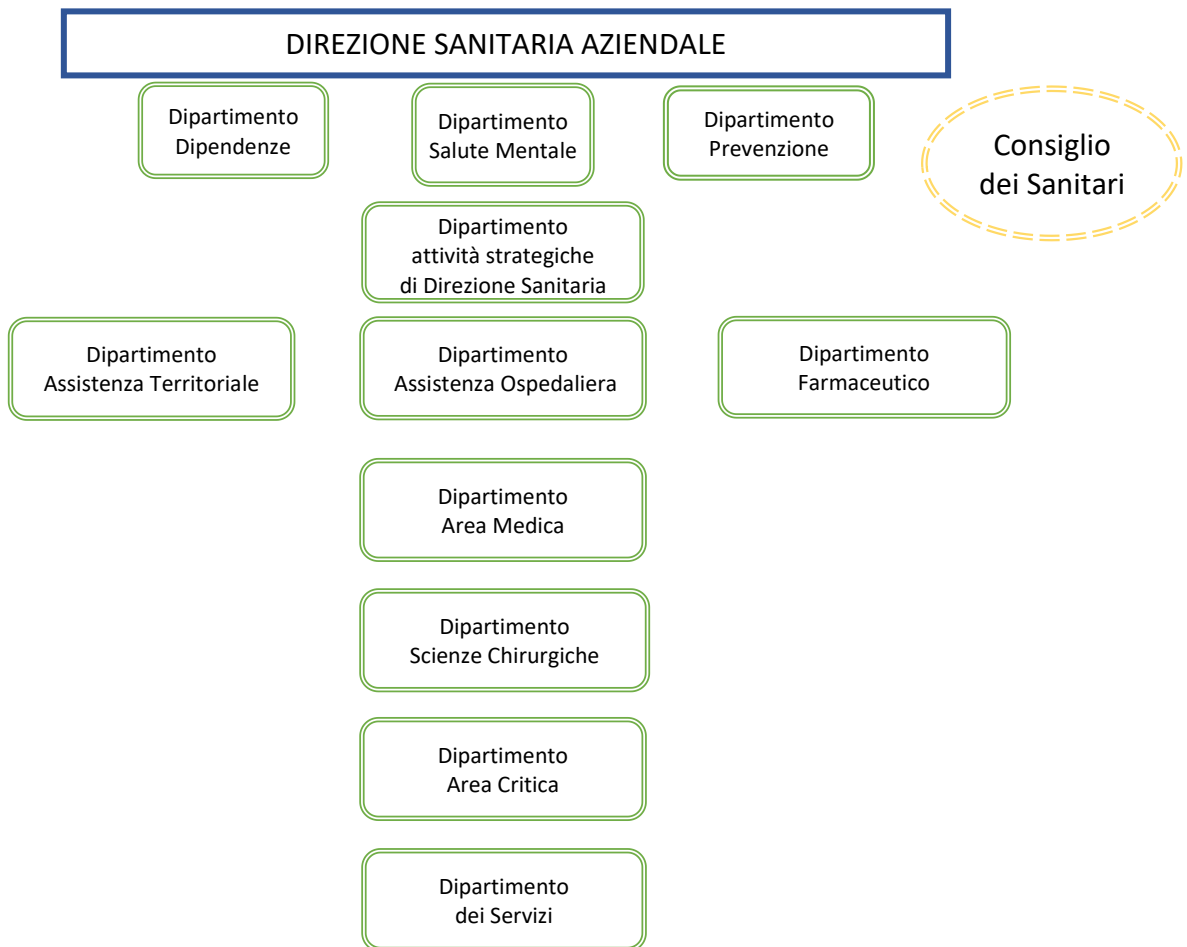 DIREZIONE SANITARIA AZIENDALE
Dipartimento
Dipendenze
Dipartimento
Salute Mentale
Dipartimento
Prevenzione
Consiglio
dei Sanitari
Dipartimento
attività strategiche
di Direzione Sanitaria
Dipartimento
Assistenza Territoriale
Dipartimento
Assistenza Ospedaliera
Dipartimento
Farmaceutico
Dipartimento
Area Medica
Dipartimento
Scienze Chirurgiche
Dipartimento
Area Critica
Dipartimento
dei Servizi